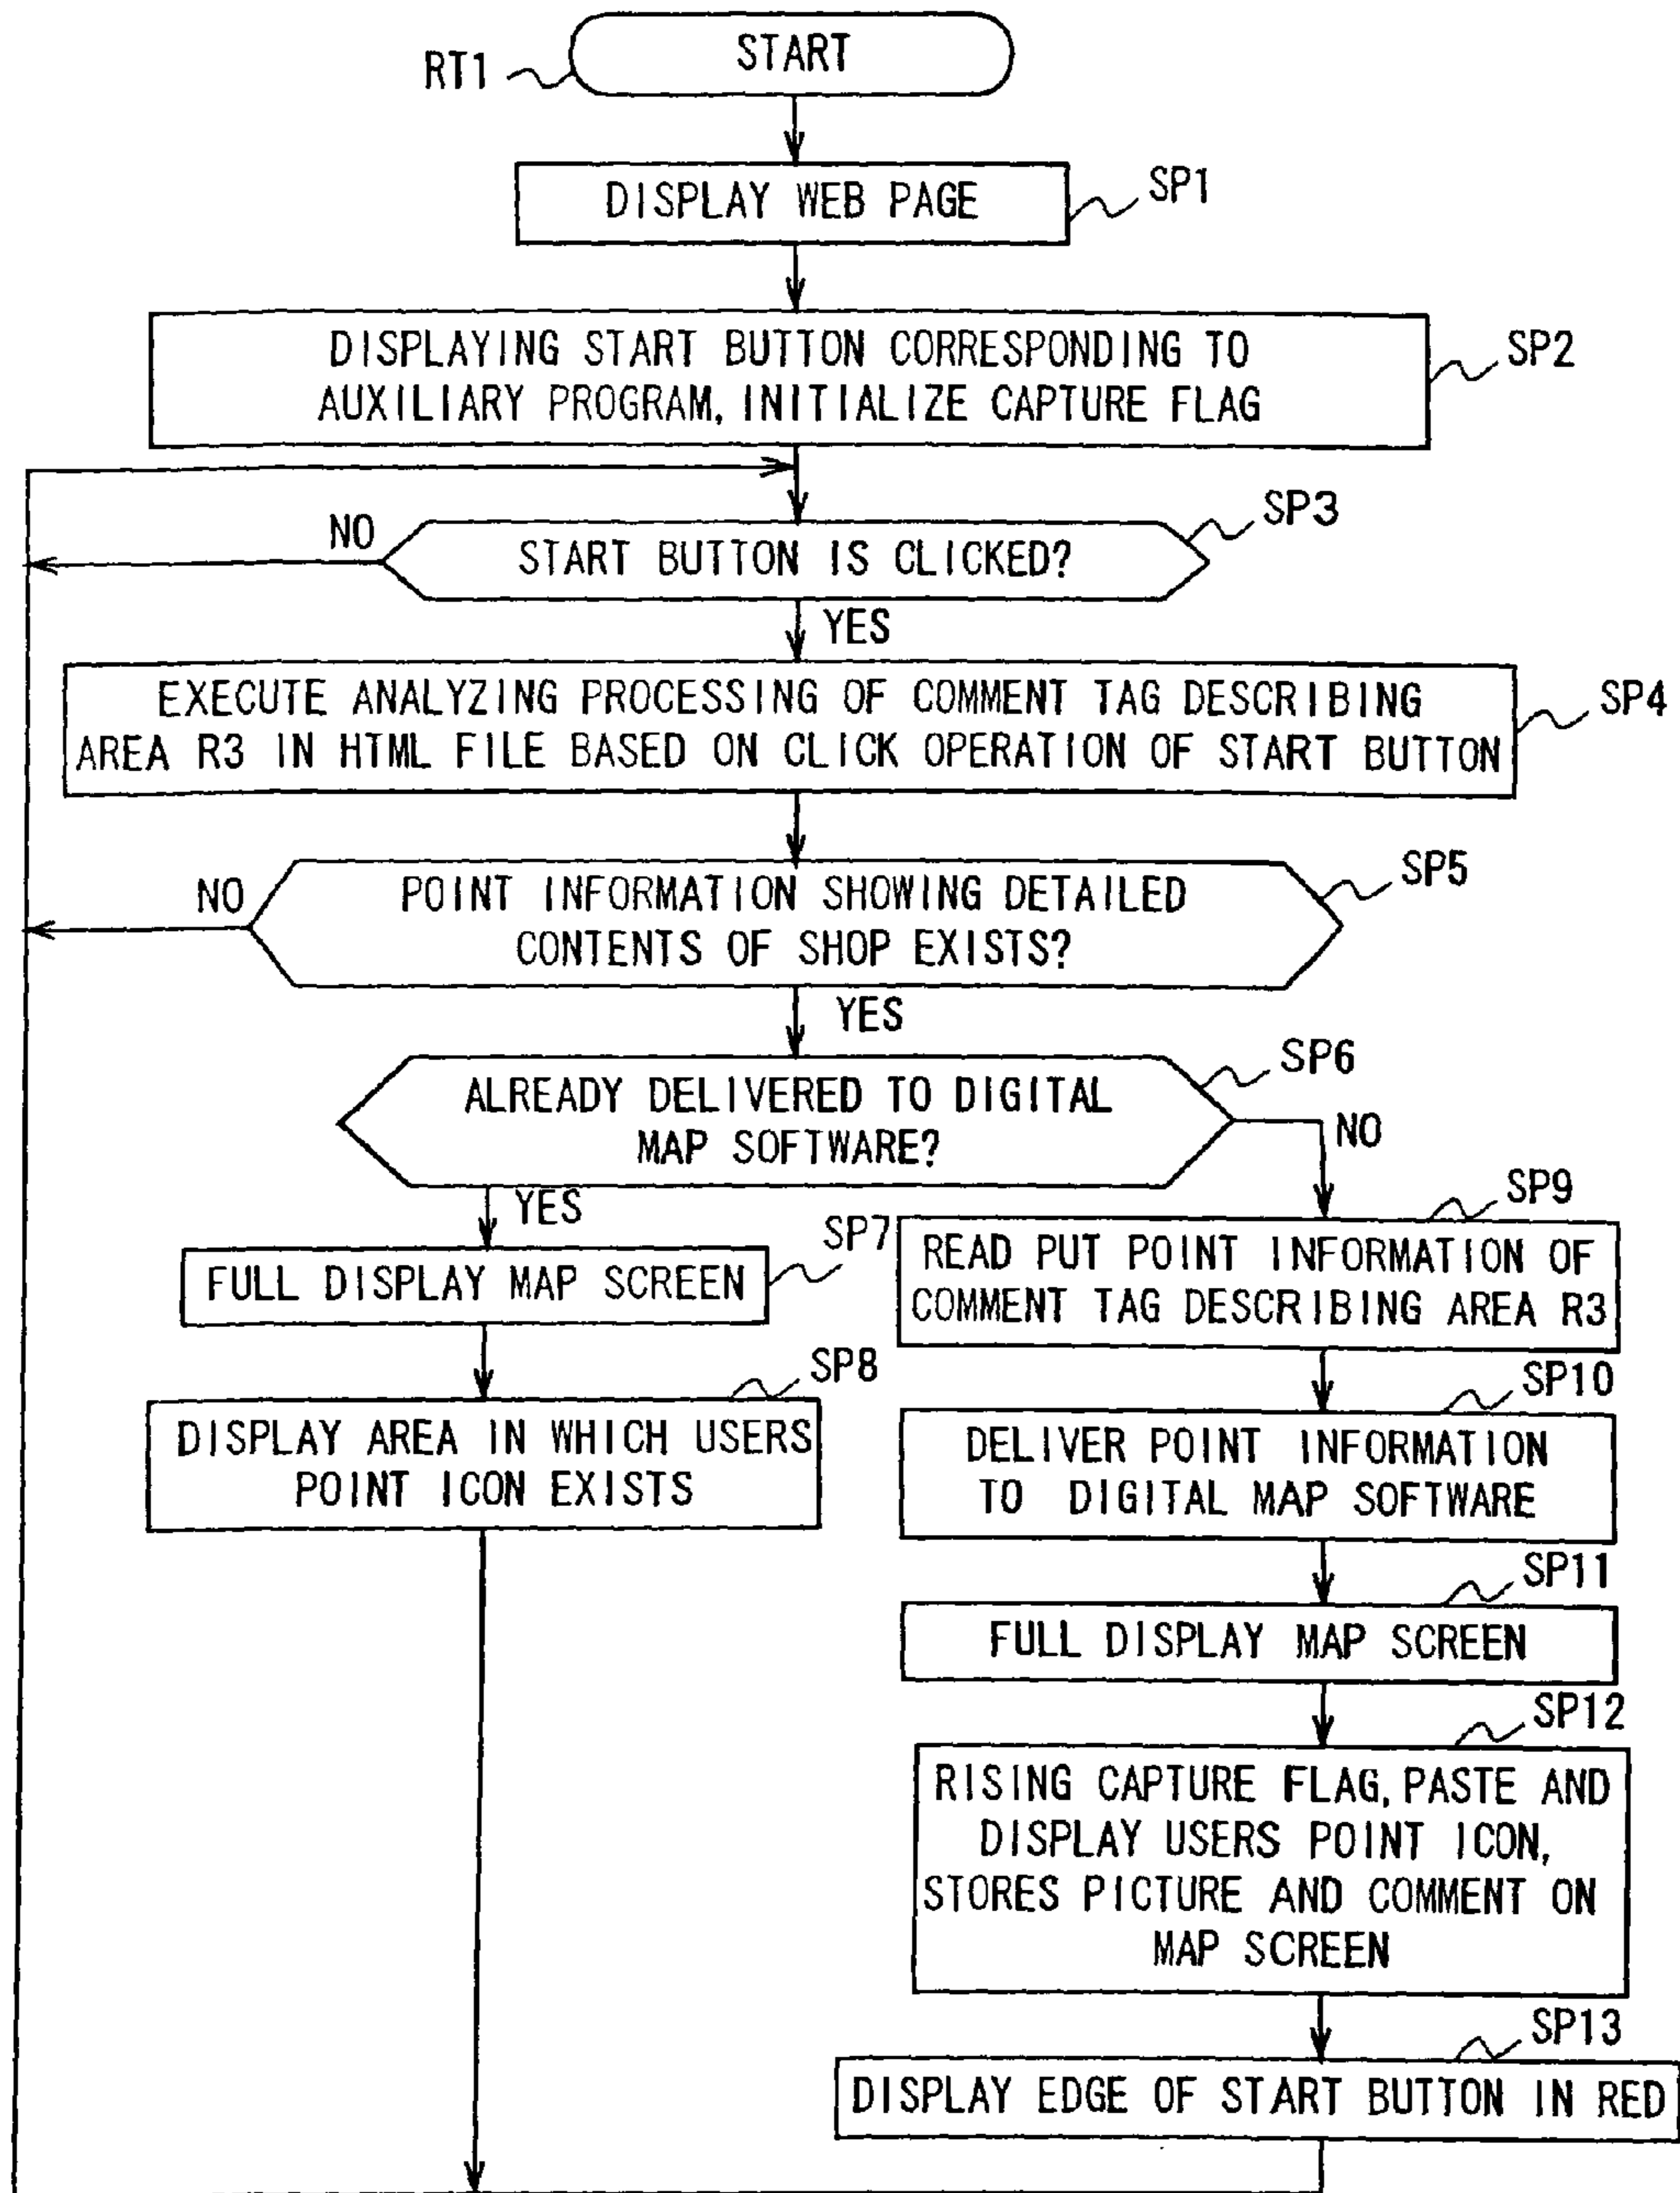 START
RT1
DISPLAY WEB PAGE
SP1
DISPLAYING START BUTTON CORRESPONDING TO
AUXILIARY PROGRAM, INITIALIZE CAPTURE FLAG
SP2
NO
START BUTTON IS CLICKED?
SP3
YES
EXECUTE ANALYZING PROCESSING OF COMMENT TAG DESCRIBING
AREA R3 IN HTML FILE BASED ON CLICK OPERATION OF START BUTTON
SP4
NO
POINT INFORMATION SHOWING DETAILED
CONTENTS OF SHOP EXISTS?
SP5
YES
ALREADY DELIVERED TO DIGITAL
MAP SOFTWARE?
SP6
NO
YES
SP7
FULL DISPLAY MAP SCREEN
SP8
DISPLAY AREA IN WHICH USERS
POINT ICON EXISTS
SP9
READ PUT POINT INFORMATION OF
COMMENT TAG DESCRIBING AREA R3
SP10
DELIVER POINT INFORMATION
TO DIGITAL MAP SOFTWARE
SP11
FULL DISPLAY MAP SCREEN
SP12
RISING CAPTURE FLAG, PASTE AND
DISPLAY USERS POINT ICON,
STORES PICTURE AND COMMENT ON
MAP SCREEN
SP13
DISPLAY EDGE OF START BUTTON IN RED